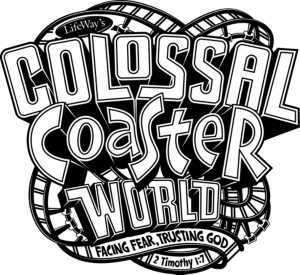 LifeWay's
COLOSSAL
CoaSteR
WORLD
FACING FEAR, TRUSTING GOD
2 Timothy 1:7